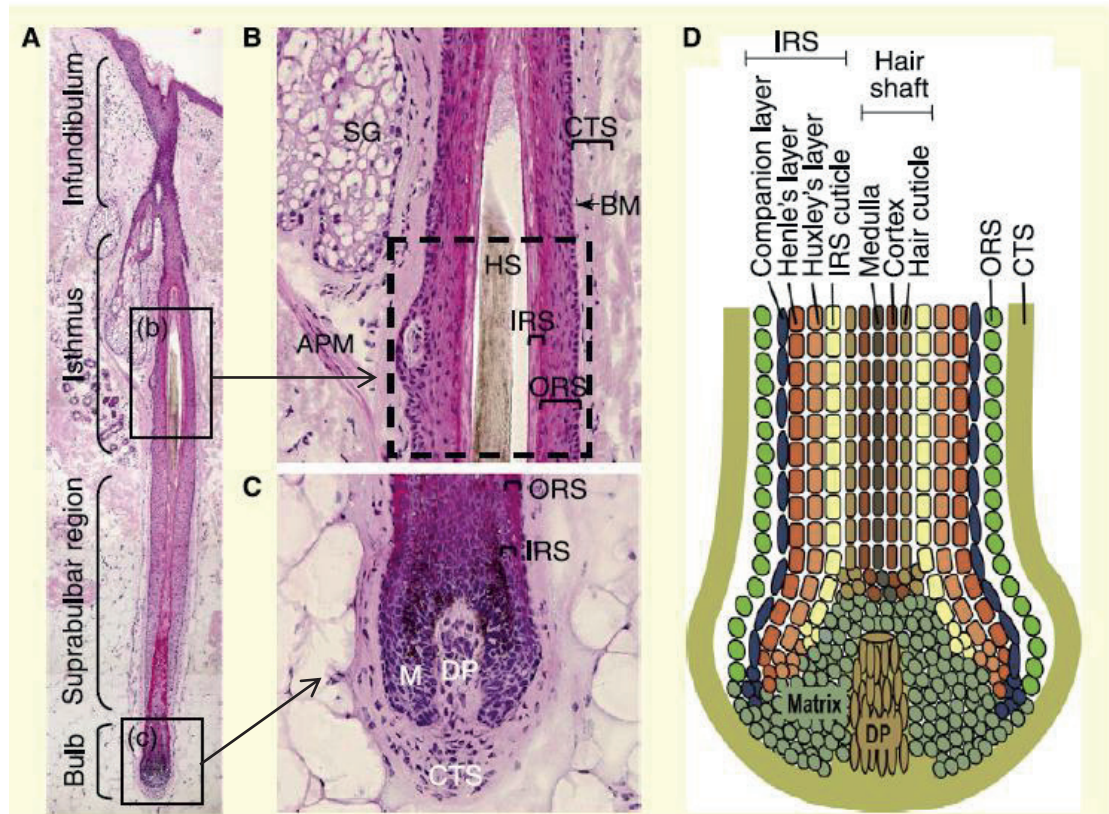 A
Infundibulum
Isthmus
Suprabulbar region
Bulb
(b)
(c)
B
SG
CTS
BM
HS
IRS
APM
ORS
C
ORS
IRS
M
DP
CTS
D
IRS
Hair
shaft
Companion layer
Henle's layer
Huxley's layer
IRS cuticle
Medulla
Cortex
Hair cuticle
ORS
CTS
Matrix
DP